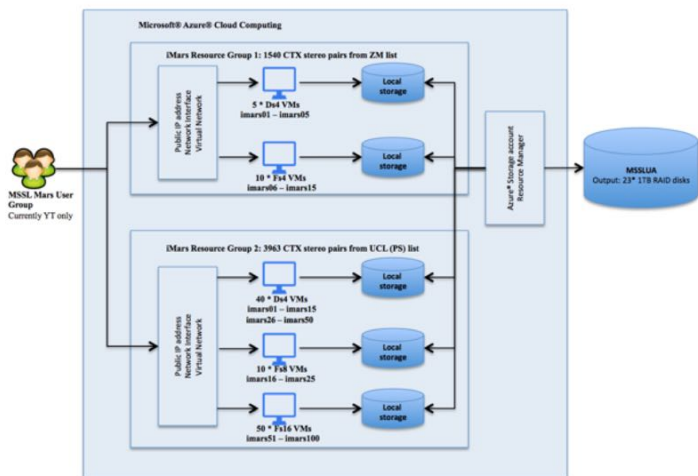 Microsoft® Azure® Cloud Computing
iMars Resource Group 1: 1540 CTX stereo pairs from ZM list
Public IP address
Network Interface
Virtual Network
5 * Ds4 VMs
imars01 – imars05
Local
storage
10 * Fs4 VMs
imars06 – imars15
Local
storage
MSSL Mars User
Group
Currently YT only
Azure® Storage account
Resource Manager
MSSLUA
Output: 23* 1TB RAID disks
iMars Resource Group 2: 3963 CTX stereo pairs from UCL (PS) list
Public IP address
Network Interface
Virtual Network
40 * Ds4 VMs
imars01 – imars15
imars26 – imars50
Local
storage
10 * Fs8 VMs
imars16 – imars25
Local
storage
50 * Fs16 VMs
imars51 – imars100
Local
storage